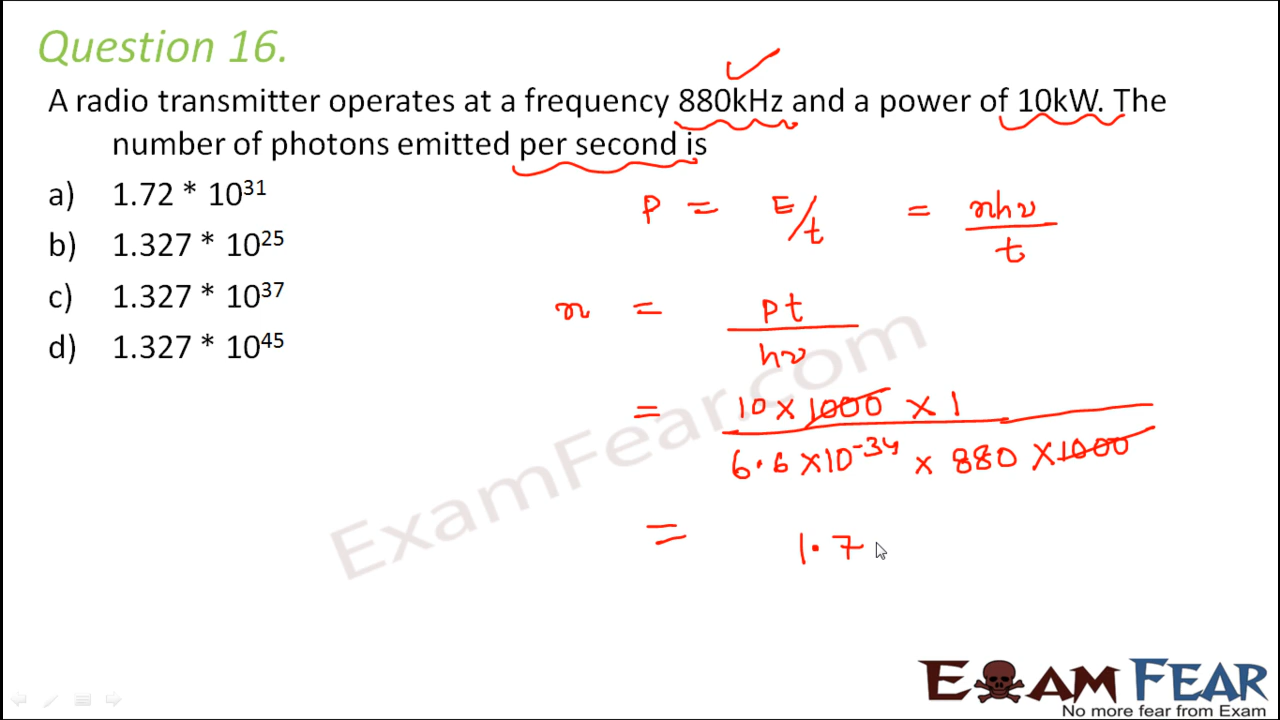 Question 16.
A radio transmitter operates at a frequency 880kHz and a power of 10kW. The
number of photons emitted per second is
a) 1.72 * 10³¹
b) 1.327 * 10²⁵
c) 1.327 * 10³⁷
d) 1.327 * 10⁴⁵
P = E/t = nhν/t
n = pt/hν
= 10 × 1000 × 1 / 6.6 × 10⁻³⁴ × 880 × 1000
= 1.7
ExamFear.com
EXAM FEAR
No more fear from Exam